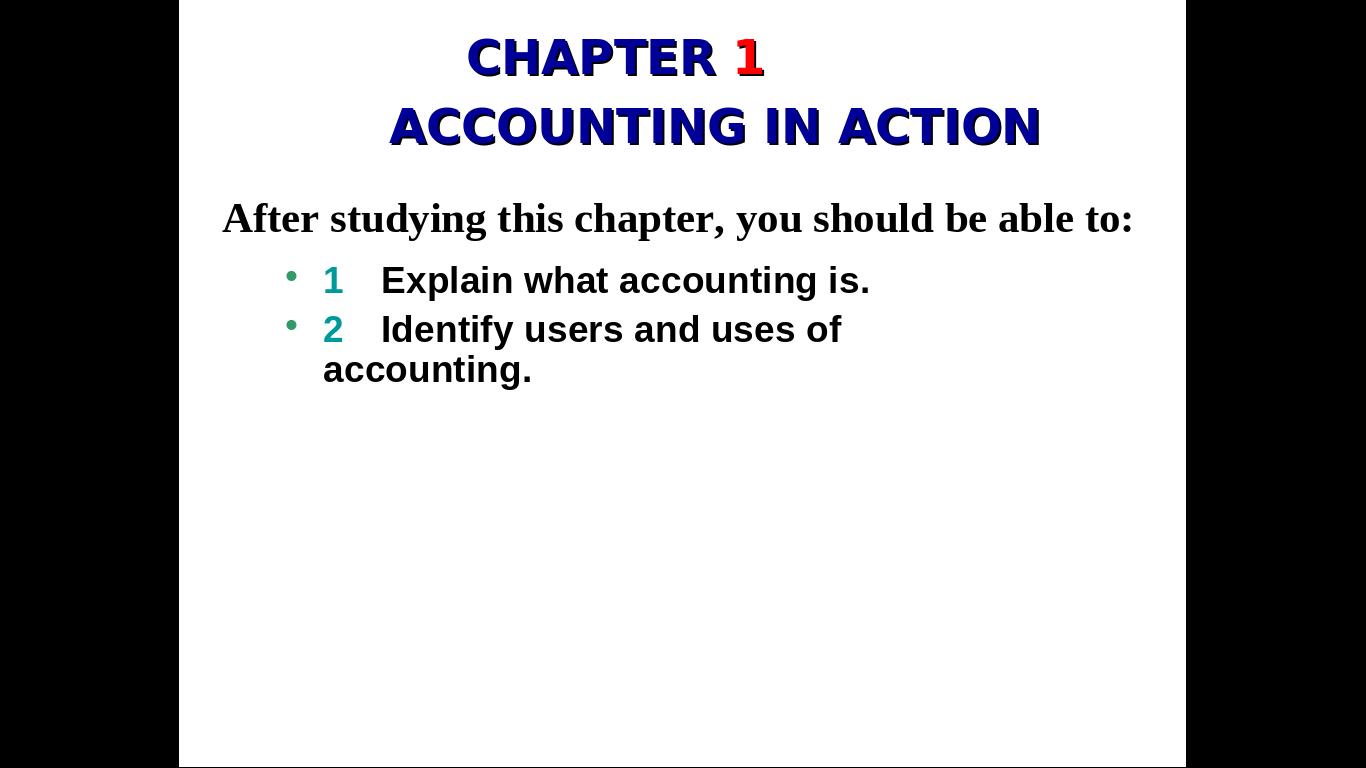 CHAPTER 1
ACCOUNTING IN ACTION
After studying this chapter, you should be able to:
• 1 Explain what accounting is.
• 2 Identify users and uses of
accounting.